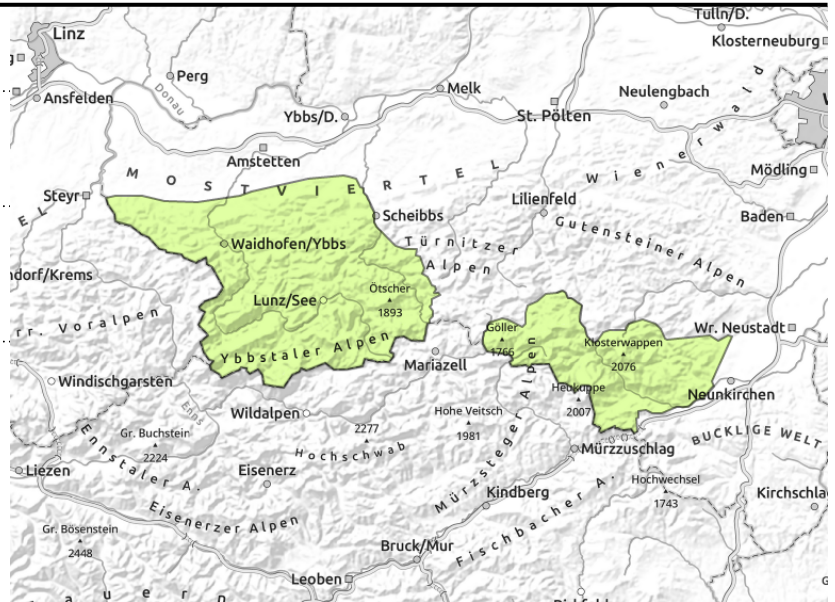 Tulln/D.
Linz
Klosterneuburg
Perg
Melk
Neulengbach
Ansfelden
Donau
Ybbs/D.
St. Pölten
Wienerwald
Amstetten
Mödling
MOSTVIERTEL
Steyr
Lilienfeld
Scheibbs
Baden
Waidhofen/Ybbs
Türnitzer
Alpen
Gutensteiner Alpen
ndorf/Krems
Ötscher
1893
Lunz/See
rr. Voralpen
Göller
1766
Wr. Neustadt
Klosterwappen
2076
Ybbstaler Alpen
Mariazell
Windischgarsten
Heukuppe
2007
Neunkirchen
Enns
Wildalpen
Hohe Veitsch
1981
2277
Hochschwab
Gr. Buchstein
2224
Ennstaler A.
Mürzsteger Alpen
BUCKLIGE WELT
Mürzzuschlag
Liezen
Eisenerz
Hochwechsel
1743
Kindberg
Kirchschla
Eisenerzer Alpen
Fischbacher A.
Gr. Bösenstein
2448
Bruck/Mur
Leoben